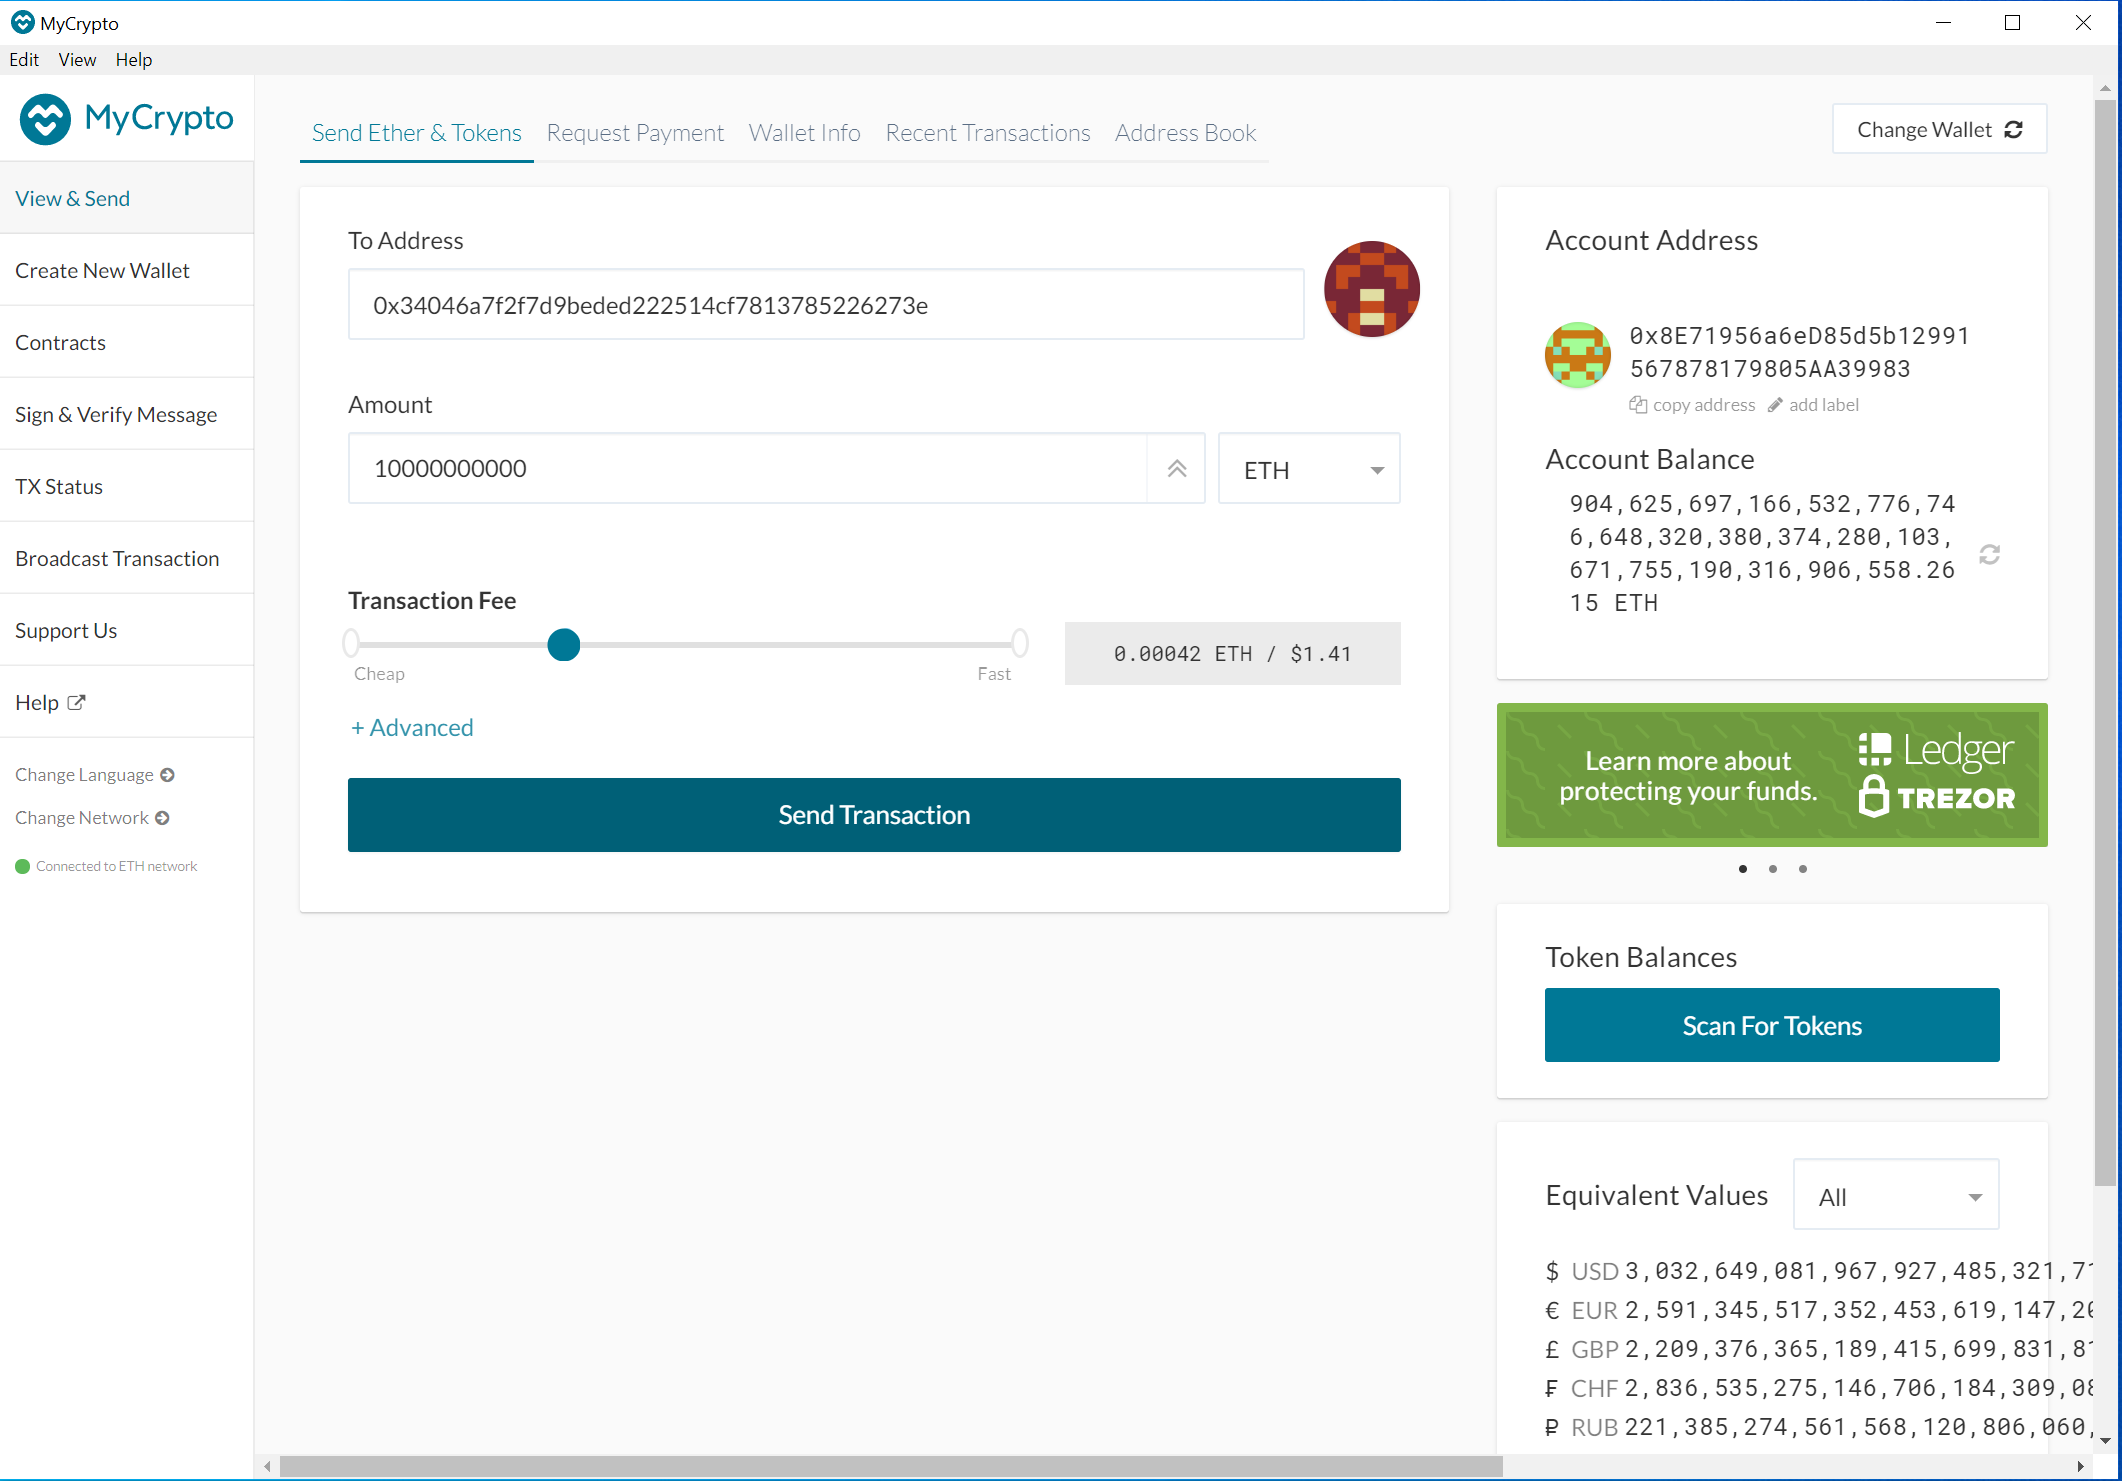 MyCrypto
Edit View Help
MyCrypto
View & Send
Create New Wallet
Contracts
Sign & Verify Message
TX Status
Broadcast Transaction
Support Us
Help
Change Language
Change Network
Connected to ETH network
Send Ether & Tokens Request Payment Wallet Info Recent Transactions Address Book
Change Wallet
To Address
0x34046a7f2f7d9beded222514cf7813785226273e
Amount
10000000000
ETH
Transaction Fee
Cheap Fast
0.00042 ETH / $1.41
+ Advanced
Send Transaction
Account Address
0x8E71956a6eD85d5b12991
567878179805AA39983
copy address add label
Account Balance
904,625,697,166,532,776,74
6,648,320,380,374,280,103,
671,755,190,316,906,558.26
15 ETH
Learn more about
protecting your funds.
Ledger
TREZOR
Token Balances
Scan For Tokens
Equivalent Values All
$ USD 3,032,649,081,967,927,485,321,7
€ EUR 2,591,345,517,352,453,619,147,2
£ GBP 2,209,376,365,189,415,699,831,8
₣ CHF 2,836,535,275,146,706,184,309,0
₽ RUB 221,385,274,561,568,120,806,060,